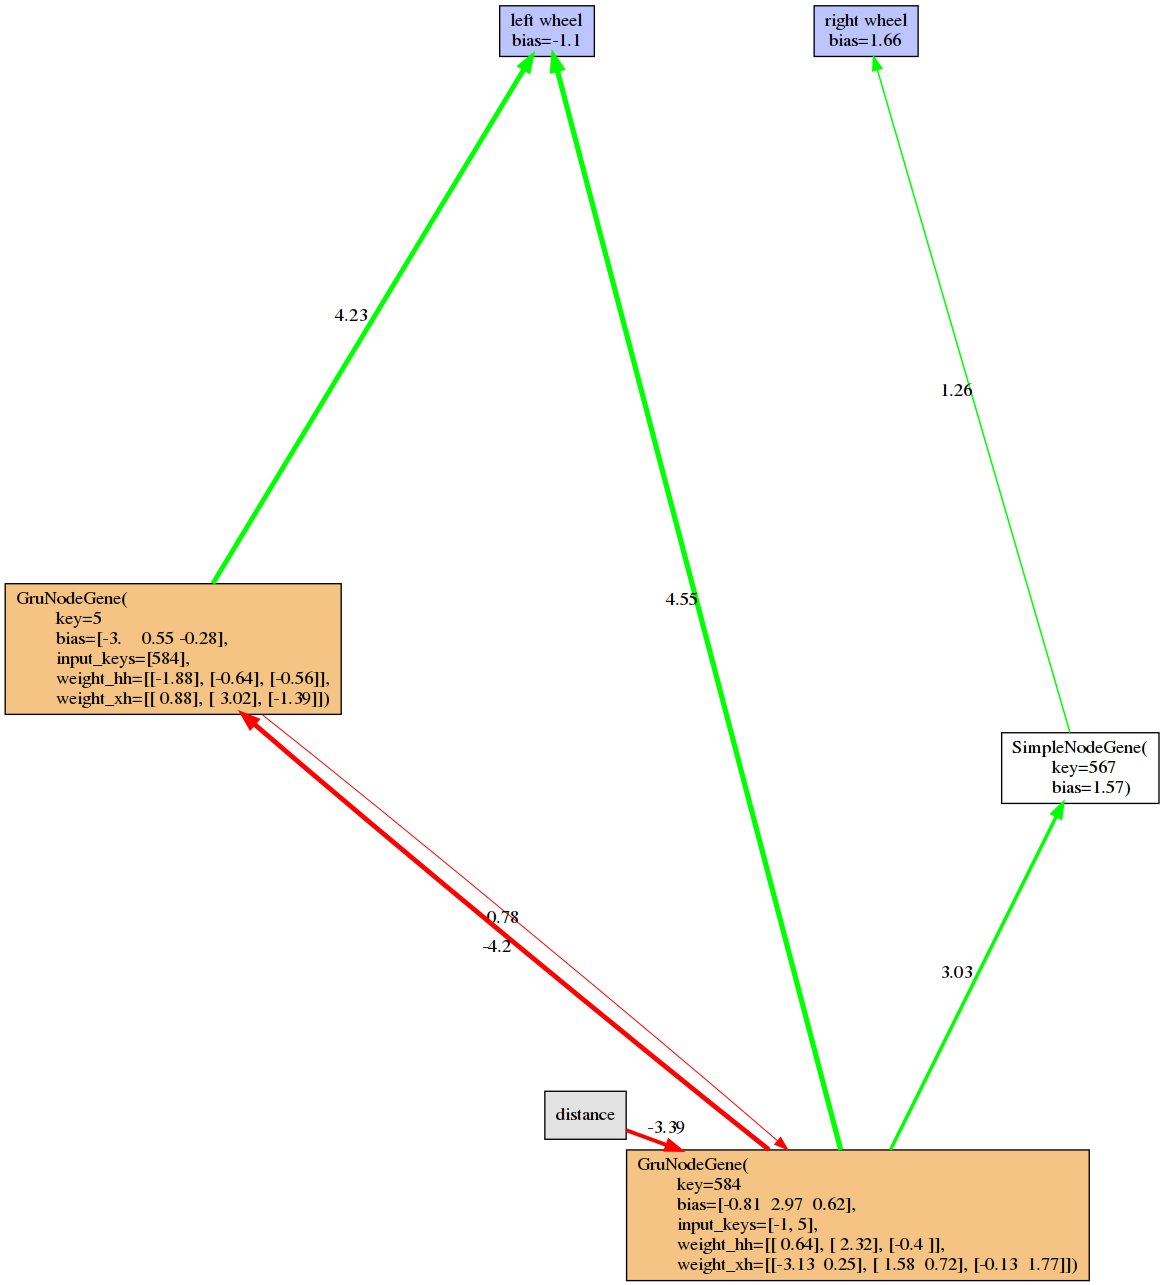 left wheel
bias=-1.1
right wheel
bias=1.66
4.23
1.26
4.55
GruNodeGene(
key=5
bias=[-3.    0.55 -0.28],
input_keys=[584],
weight_hh=[[-1.88], [-0.64], [-0.56]],
weight_xh=[[ 0.88], [ 3.02], [-1.39]])
SimpleNodeGene(
key=567
bias=1.57)
-0.78
-4.2
3.03
distance
-3.39
GruNodeGene(
key=584
bias=[-0.81  2.97  0.62],
input_keys=[-1, 5],
weight_hh=[[ 0.64], [ 2.32], [-0.4 ]],
weight_xh=[[-3.13  0.25], [ 1.58  0.72], [-0.13  1.77]])